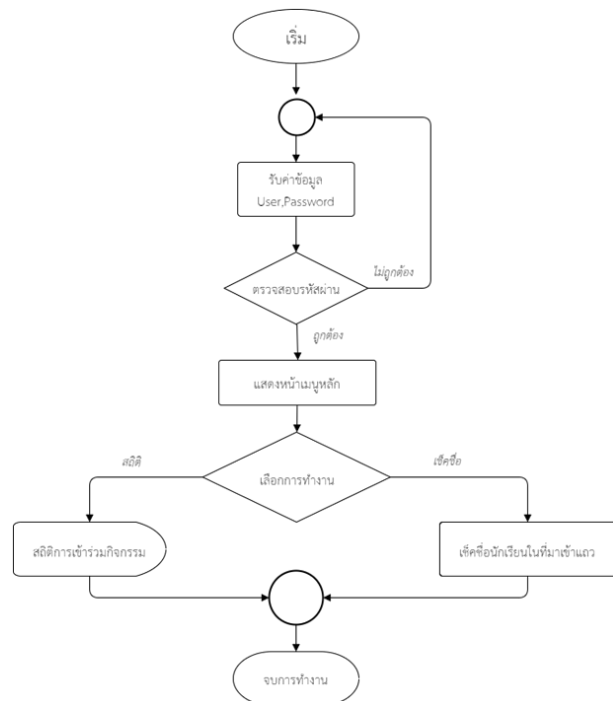 เริ่ม
รับค่าข้อมูล
User,Password
ตรวจสอบรหัสผ่าน
ไม่ถูกต้อง
ถูกต้อง
แสดงหน้าเมนูหลัก
สถิติ
เลือกการทำงาน
เช็คชื่อ
สถิติการเข้าร่วมกิจกรรม
เช็คชื่อนักเรียนในที่มาเข้าแถว
จบการทำงาน